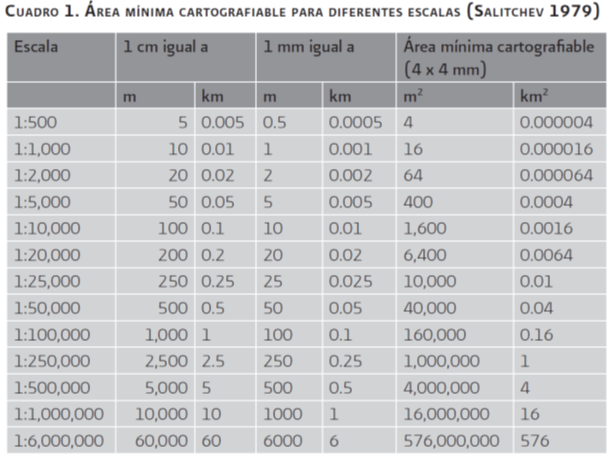 CUADRO 1. ÁREA MÍNIMA CARTOGRAFIABLE PARA DIFERENTES ESCALAS (SALITCHEV 1979)
Escala 1 cm igual a 1 mm igual a Área mínima cartografiable
(4 x 4 mm)
m km m km m² km²
1:500 5 0.005 0.5 0.0005 4 0.000004
1:1,000 10 0.01 1 0.001 16 0.000016
1:2,000 20 0.02 2 0.002 64 0.000064
1:5,000 50 0.05 5 0.005 400 0.0004
1:10,000 100 0.1 10 0.01 1,600 0.0016
1:20,000 200 0.2 20 0.02 6,400 0.0064
1:25,000 250 0.25 25 0.025 10,000 0.01
1:50,000 500 0.5 50 0.05 40,000 0.04
1:100,000 1,000 1 100 0.1 160,000 0.16
1:250,000 2,500 2.5 250 0.25 1,000,000 1
1:500,000 5,000 5 500 0.5 4,000,000 4
1:1,000,000 10,000 10 1000 1 16,000,000 16
1:6,000,000 60,000 60 6000 6 576,000,000 576